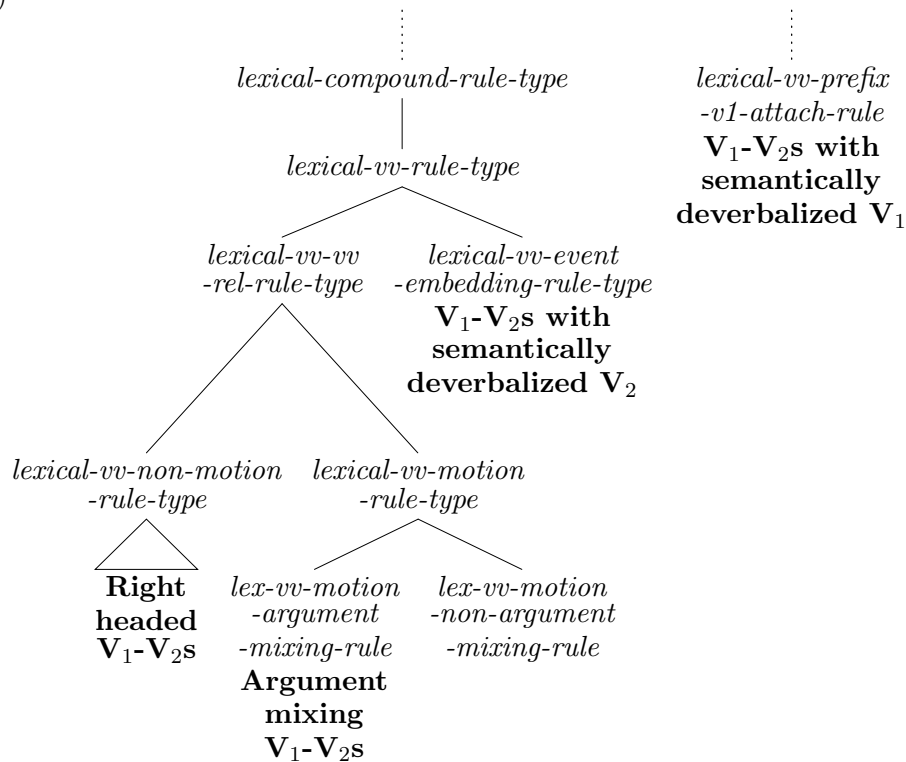 )
lexical-compound-rule-type
lexical-vv-prefix
-v1-attach-rule
V₁-V₂s with
semantically
deverbalized V₁
lexical-vv-rule-type
lexical-vv-vv
-rel-rule-type
lexical-vv-event
-embedding-rule-type
V₁-V₂s with
semantically
deverbalized V₂
lexical-vv-non-motion
-rule-type
lexical-vv-motion
-rule-type
Right
headed
V₁-V₂s
lex-vv-motion
-argument
-mixing-rule
Argument
mixing
V₁-V₂s
lex-vv-motion
-non-argument
-mixing-rule